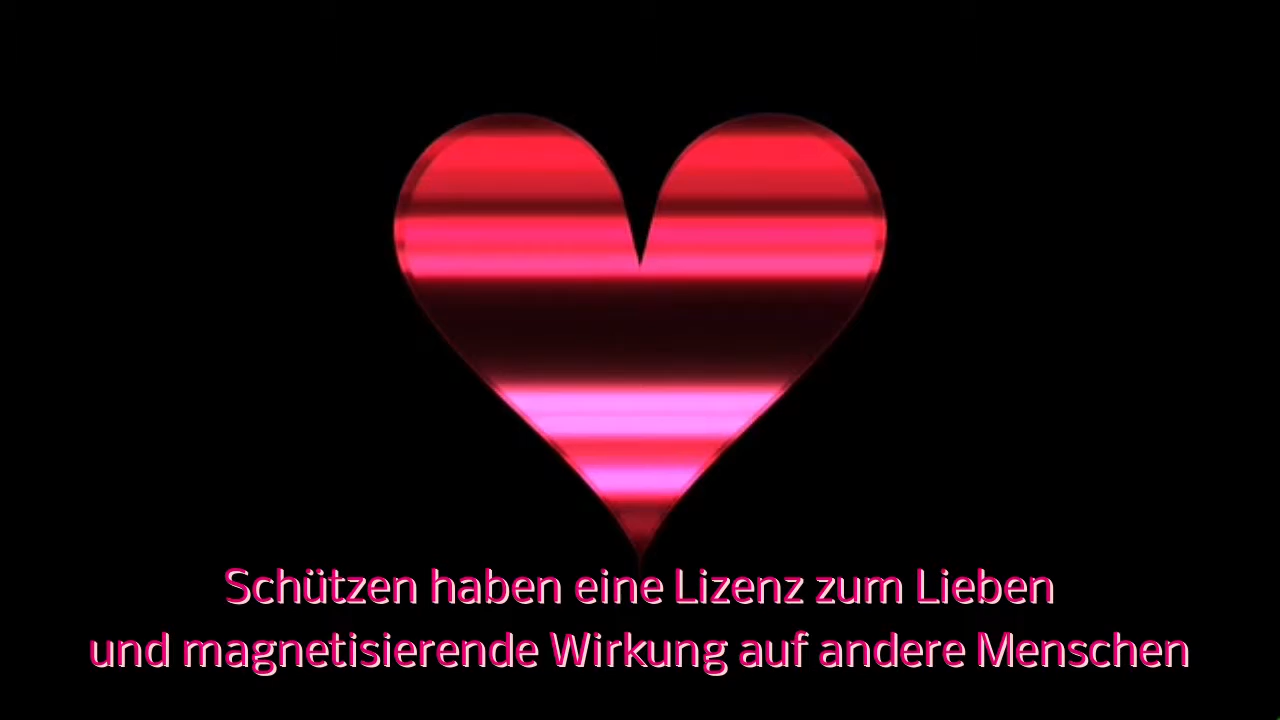 Schützen haben eine Lizenz zum Lieben
und magnetisierende Wirkung auf andere Menschen